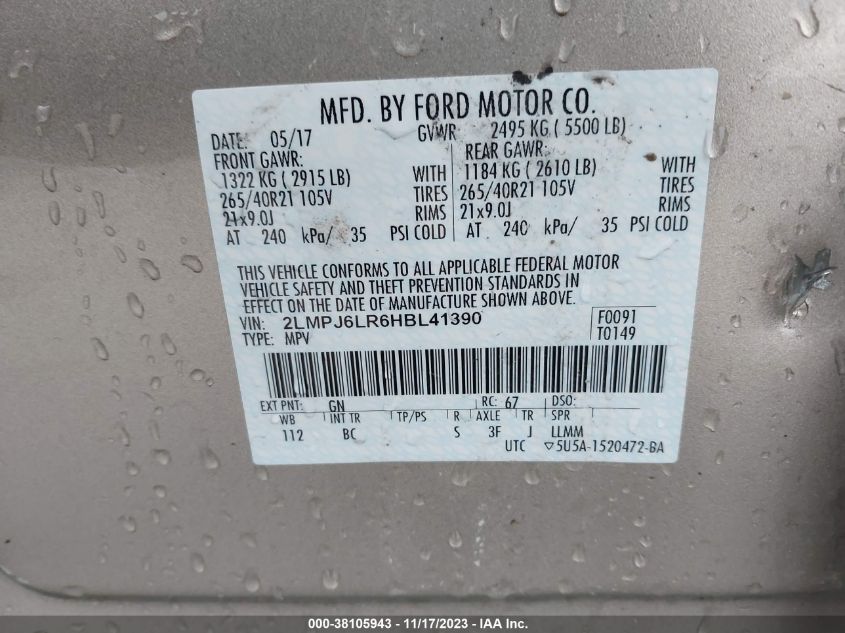 MFD. BY FORD MOTOR CO.
DATE: 05/17 GVWR: 2495 KG ( 5500 LB)
FRONT GAWR: REAR GAWR:
1322 KG ( 2915 LB) WITH 1184 KG ( 2610 LB) WITH
265/40R21 105V TIRES 265/40R21 105V TIRES
21x9.0J RIMS 21x9.0J RIMS
AT 240 kPa/ 35 PSI COLD AT 240 kPa/ 35 PSI COLD
THIS VEHICLE CONFORMS TO ALL APPLICABLE FEDERAL MOTOR
VEHICLE SAFETY AND THEFT PREVENTION STANDARDS IN
EFFECT ON THE DATE OF MANUFACTURE SHOWN ABOVE.
VIN: 2LMPJ6LR6HBL41390 F0091
TYPE: MPV T0149
EXT PNT: GN RC: 67 DSO:
WB INT TR TP/PS R AXLE TR SPR
112 BC S 3F J LLMM
UTC ▽5U5A-1520472-BA
000-38105943 - 11/17/2023 - IAA Inc.